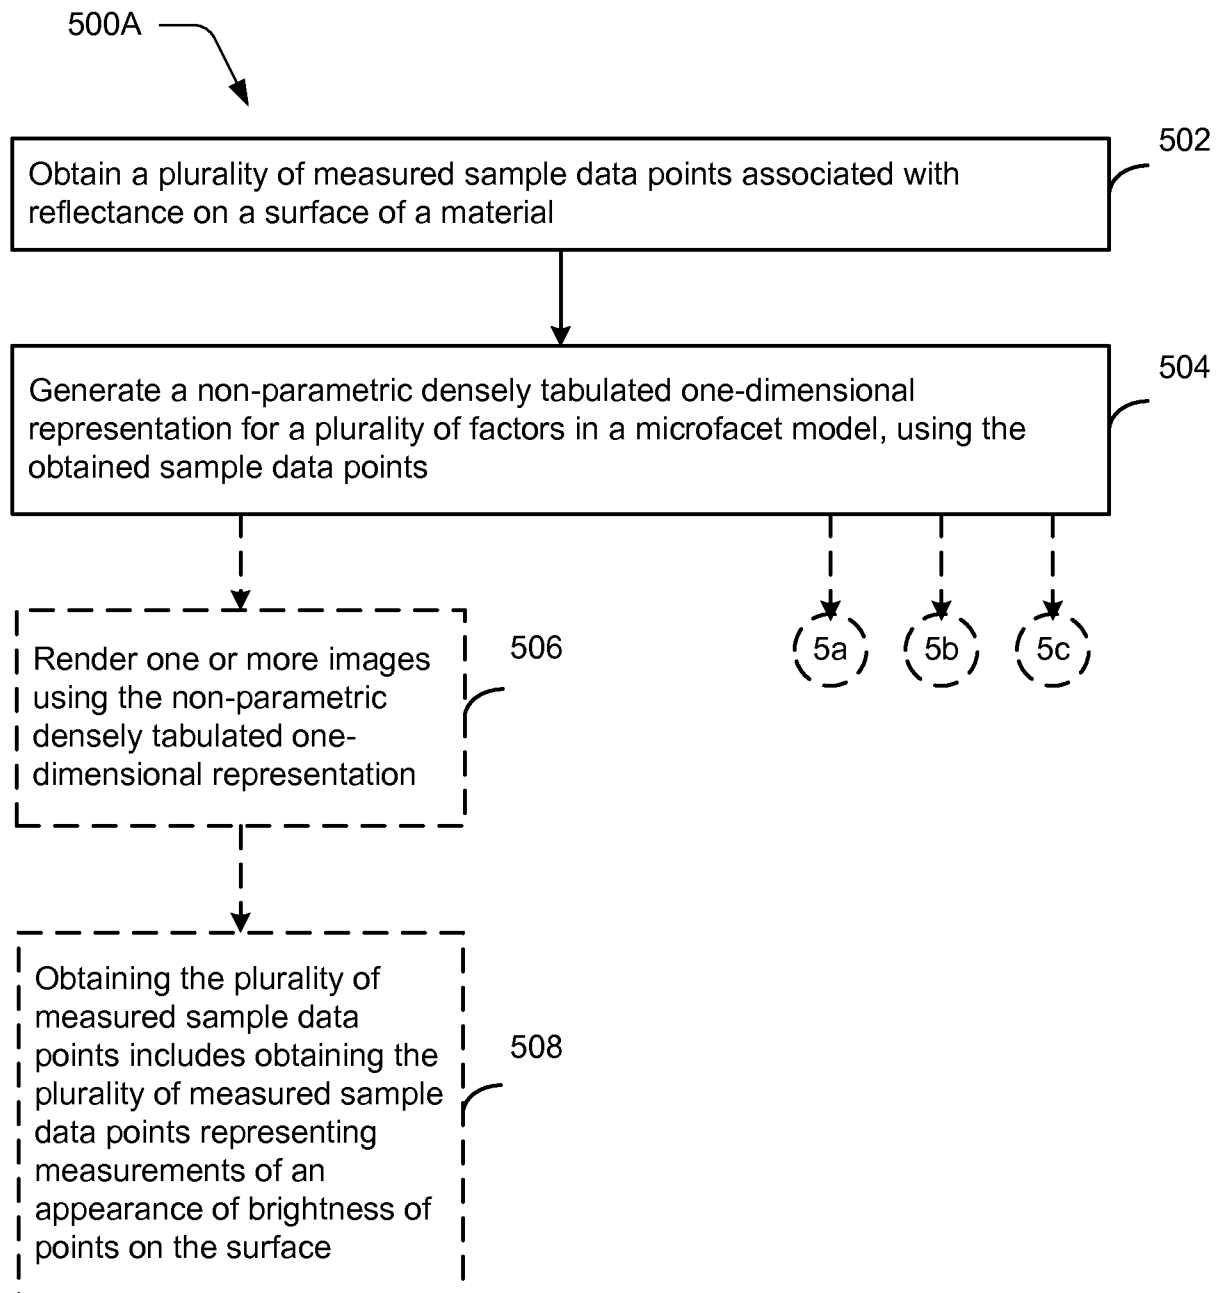 500A
502
Obtain a plurality of measured sample data points associated with
reflectance on a surface of a material
504
Generate a non-parametric densely tabulated one-dimensional
representation for a plurality of factors in a microfacet model, using the
obtained sample data points
506
Render one or more images
using the non-parametric
densely tabulated one-
dimensional representation
5a
5b
5c
508
Obtaining the plurality of
measured sample data
points includes obtaining the
plurality of measured sample
data points representing
measurements of an
appearance of brightness of
points on the surface